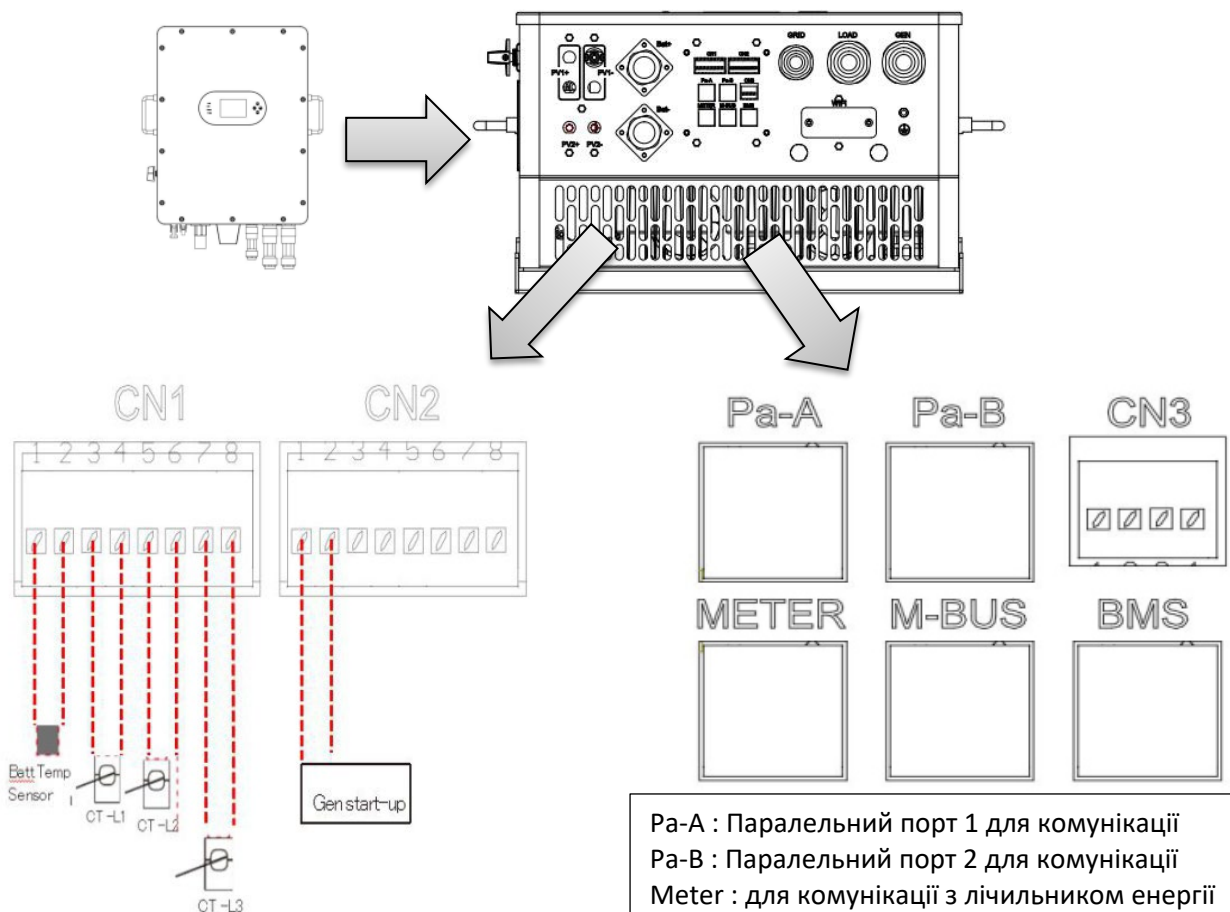 GRID LOAD GEN
Bat+
CN1 CN2
PV1+ PV1-
Pa-A Pa-B CN3
METER M-BUS BMS
WIFI
Bat-
PV2+ PV2-
CN1 CN2
1 2 3 4 5 6 7 8
1 2 3 4 5 6 7 8
Batt Temp
Sensor
CT-L1
CT-L2
CT-L3
Gen start-up
Pa-A Pa-B CN3
METER M-BUS BMS
Pa-A : Паралельний порт 1 для комунікації
Pa-B : Паралельний порт 2 для комунікації
Meter : для комунікації з лічильником енергії